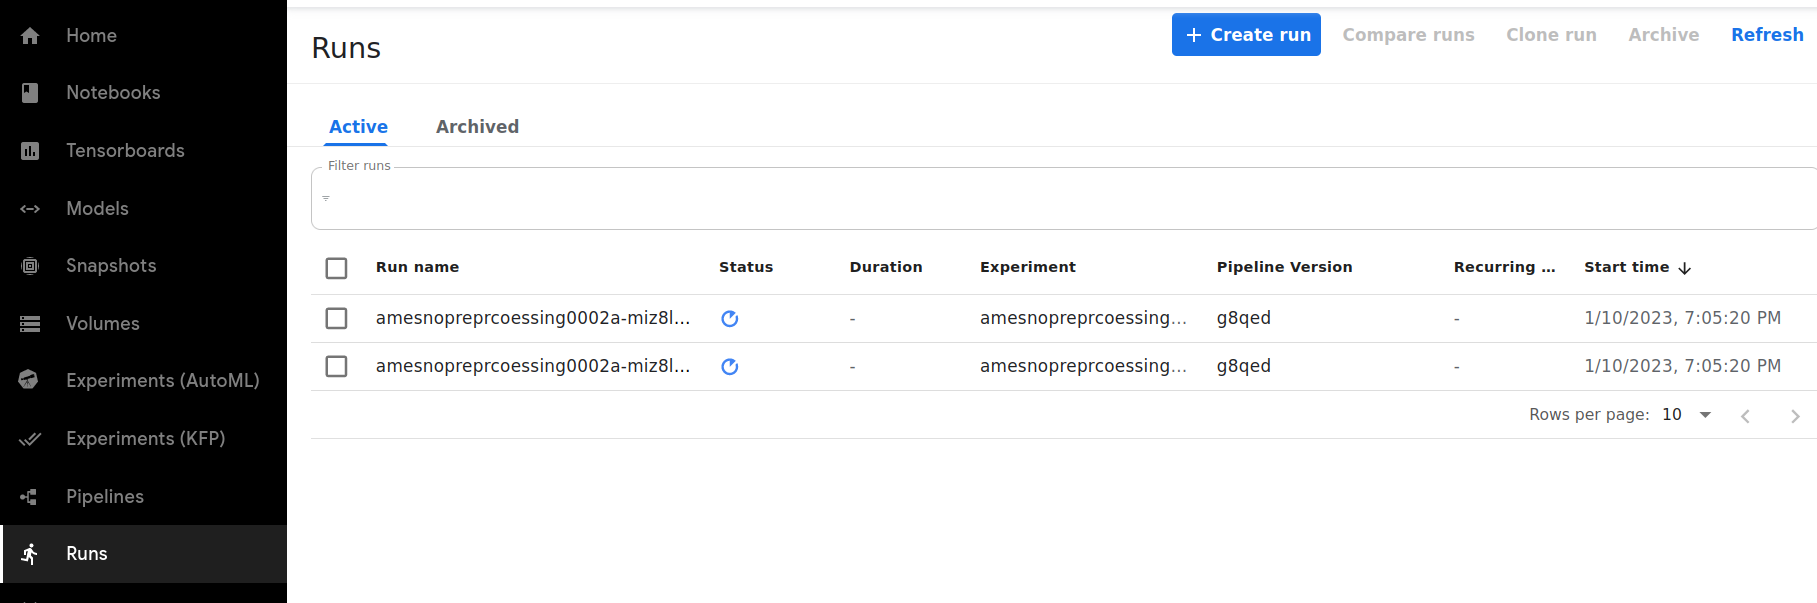 Home
Notebooks
Tensorboards
Models
Snapshots
Volumes
Experiments (AutoML)
Experiments (KFP)
Pipelines
Runs
Runs
+ Create run Compare runs Clone run Archive Refresh
Active Archived
Filter runs
Run name Status Duration Experiment Pipeline Version Recurring ... Start time
amesnopreprcoessing0002a-miz8l... - amesnopreprcoessing... g8qed - 1/10/2023, 7:05:20 PM
amesnopreprcoessing0002a-miz8l... - amesnopreprcoessing... g8qed - 1/10/2023, 7:05:20 PM
Rows per page: 10